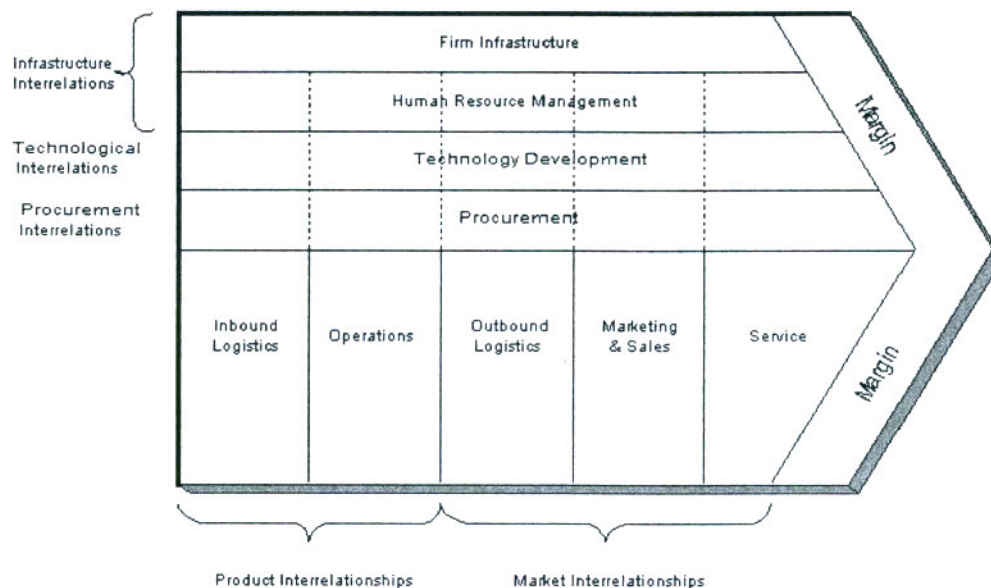 Firm Infrastructure
Infrastructure
Interrelations
Human Resource Management
Margin
Technological
Interrelations
Technology Development
Procurement
Interrelations
Procurement
Inbound
Logistics
Operations
Outbound
Logistics
Marketing
& Sales
Service
Margin
Product Interrelationships
Market Interrelationships